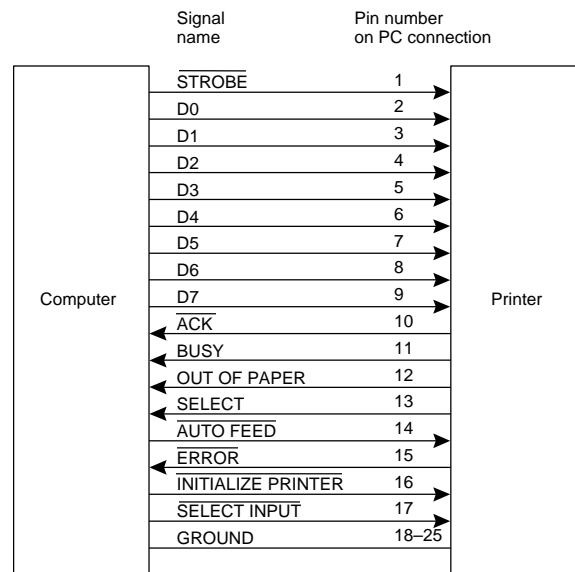 Signal name
Pin number on PC connection
STROBE 1
D0 2
D1 3
D2 4
D3 5
D4 6
D5 7
D6 8
D7 9
Computer
Printer
ACK 10
BUSY 11
OUT OF PAPER 12
SELECT 13
AUTO FEED 14
ERROR 15
INITIALIZE PRINTER 16
SELECT INPUT 17
GROUND 18–25